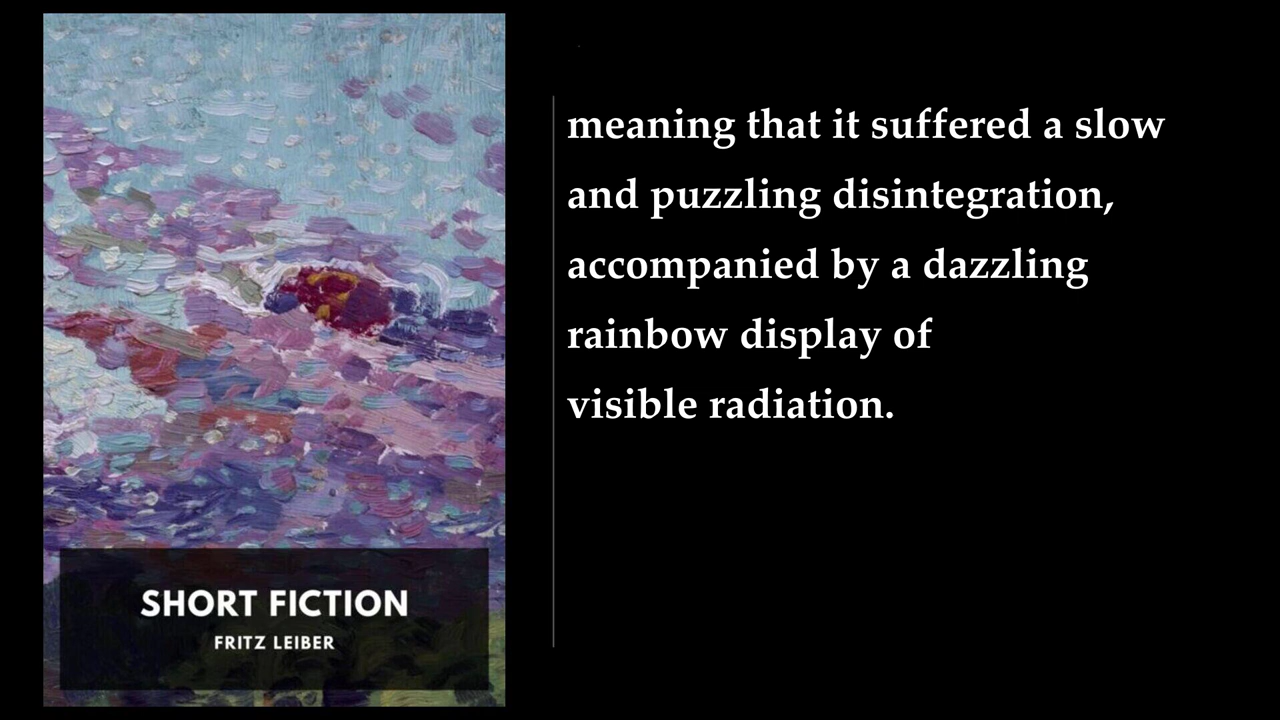 meaning that it suffered a slow
and puzzling disintegration,
accompanied by a dazzling
rainbow display of
visible radiation.
SHORT FICTION
FRITZ LEIBER